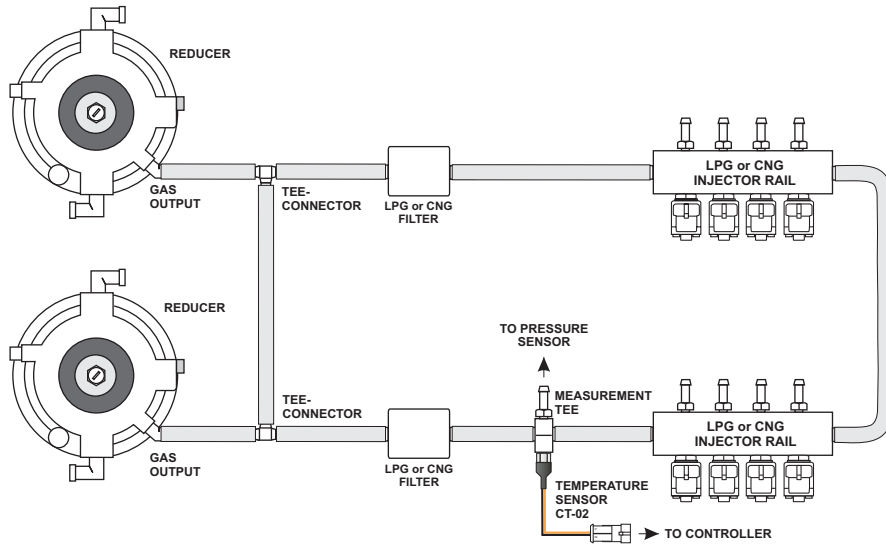 REDUCER
GAS
OUTPUT
TEE-
CONNECTOR
LPG or CNG
FILTER
LPG or CNG
INJECTOR RAIL
REDUCER
GAS
OUTPUT
TEE-
CONNECTOR
LPG or CNG
FILTER
TO PRESSURE
SENSOR
MEASUREMENT
TEE
TEMPERATURE
SENSOR
CT-02
TO CONTROLLER
LPG or CNG
INJECTOR RAIL